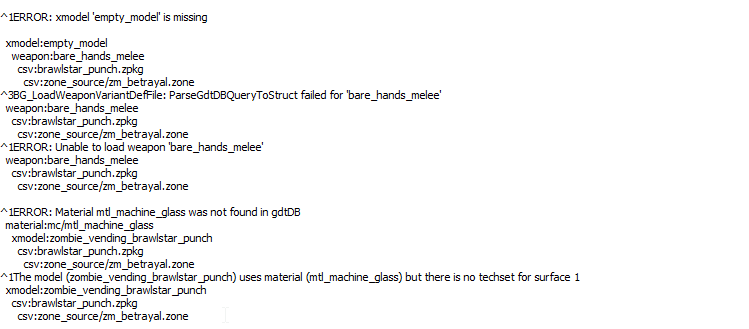 ^1ERROR: xmodel 'empty_model' is missing
xmodel:empty_model
weapon:bare_hands_melee
csv:brawlstar_punch.zpkg
csv:zone_source/zm_betrayal.zone
^3BG_LoadWeaponVariantDefFile: ParseGdtDBQueryToStruct failed for 'bare_hands_melee'
weapon:bare_hands_melee
csv:brawlstar_punch.zpkg
csv:zone_source/zm_betrayal.zone
^1ERROR: Unable to load weapon 'bare_hands_melee'
weapon:bare_hands_melee
csv:brawlstar_punch.zpkg
csv:zone_source/zm_betrayal.zone
^1ERROR: Material mtl_machine_glass was not found in gdtDB
material:mc/mtl_machine_glass
xmodel:zombie_vending_brawlstar_punch
csv:brawlstar_punch.zpkg
csv:zone_source/zm_betrayal.zone
^1The model (zombie_vending_brawlstar_punch) uses material (mtl_machine_glass) but there is no techset for surface 1
xmodel:zombie_vending_brawlstar_punch
csv:brawlstar_punch.zpkg
csv:zone_source/zm_betrayal.zone